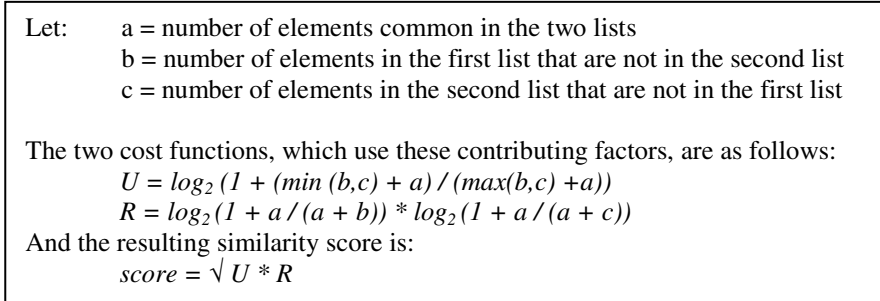 Let: a = number of elements common in the two lists
b = number of elements in the first list that are not in the second list
c = number of elements in the second list that are not in the first list
The two cost functions, which use these contributing factors, are as follows:
U = log₂ (1 + (min (b,c) + a) / (max(b,c) +a))
R = log₂(1 + a / (a + b)) * log₂(1 + a / (a + c))
And the resulting similarity score is:
score = √ U * R